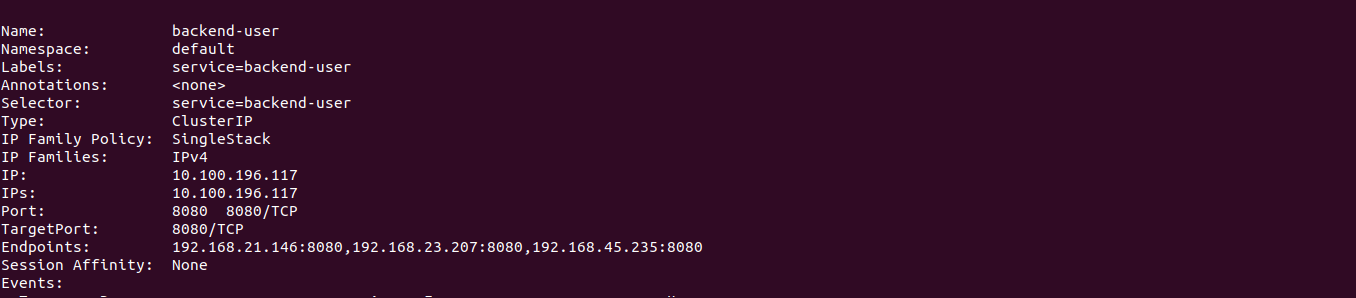 Name: backend-user
Namespace: default
Labels: service=backend-user
Annotations: <none>
Selector: service=backend-user
Type: ClusterIP
IP Family Policy: SingleStack
IP Families: IPv4
IP: 10.100.196.117
IPs: 10.100.196.117
Port: 8080 8080/TCP
TargetPort: 8080/TCP
Endpoints: 192.168.21.146:8080,192.168.23.207:8080,192.168.45.235:8080
Session Affinity: None
Events: